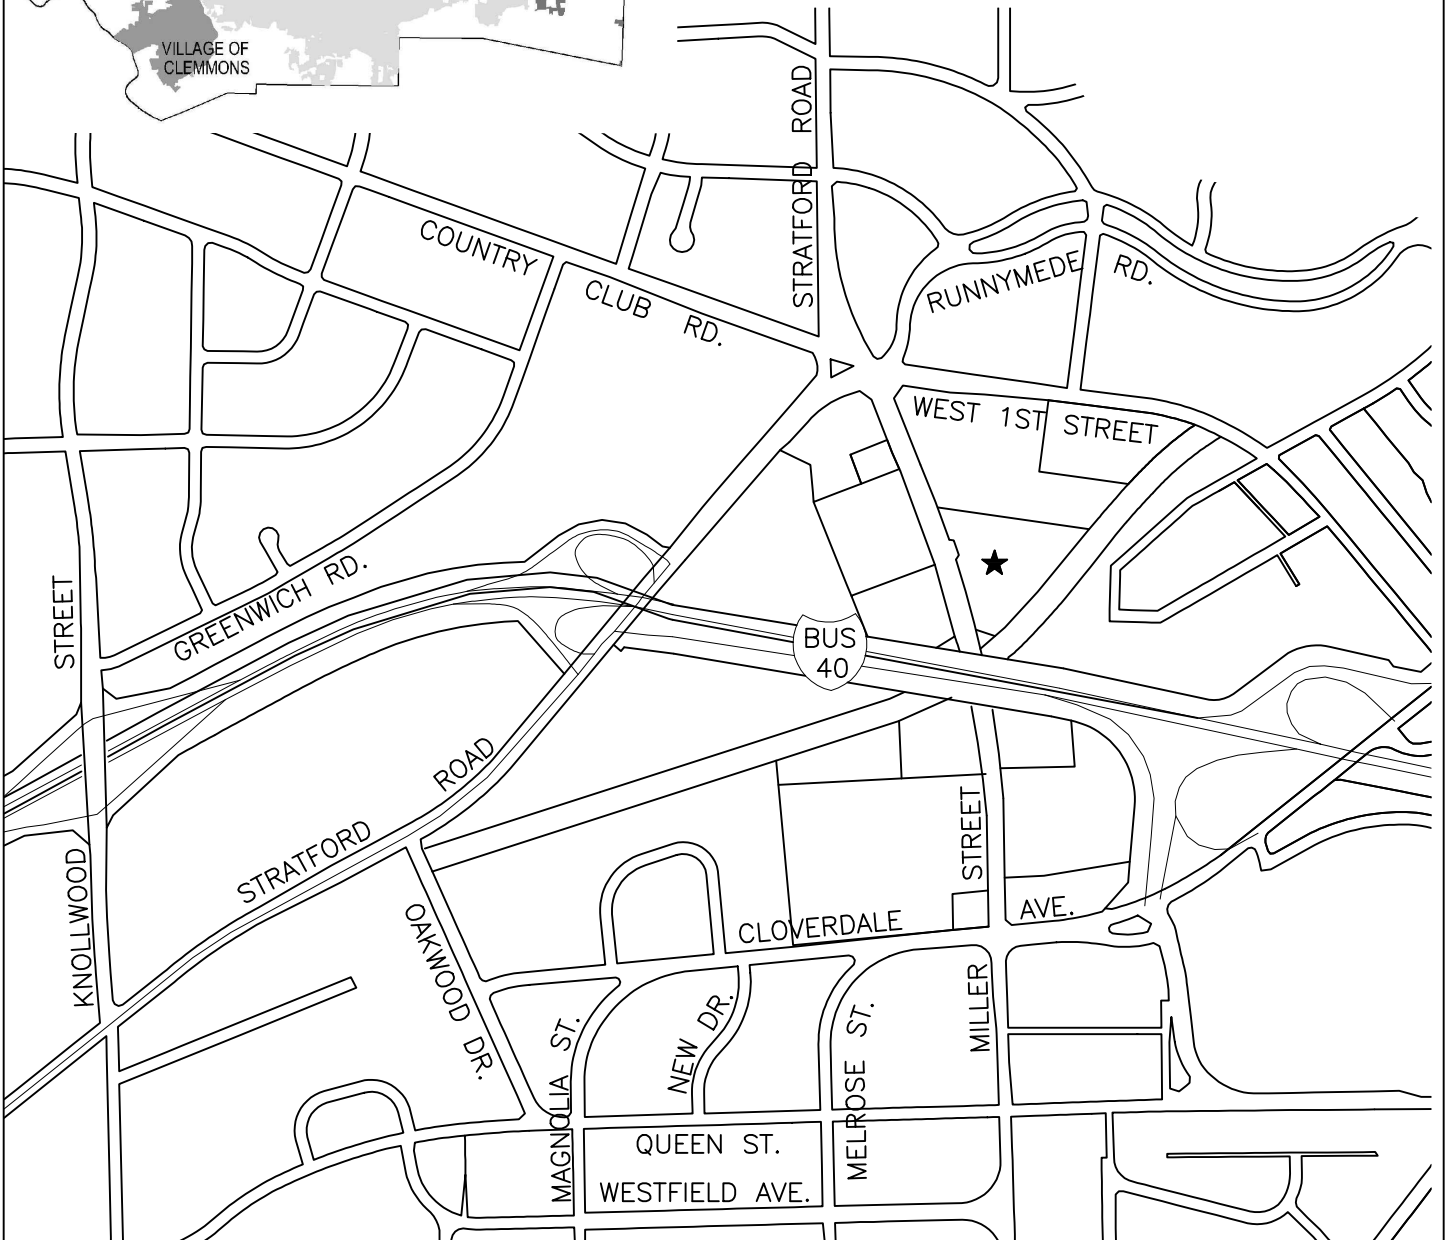 VILLAGE OF
CLEMMONS
STRATFORD ROAD
COUNTRY CLUB RD.
RUNNYMEDE RD.
WEST 1ST STREET
GREENWICH RD.
BUS
40
STRATFORD ROAD
KNOLLWOOD STREET
OAKWOOD DR.
CLOVERDALE AVE.
MILLER STREET
MAGNOLIA ST.
NEW DR.
MELROSE ST.
QUEEN ST.
WESTFIELD AVE.